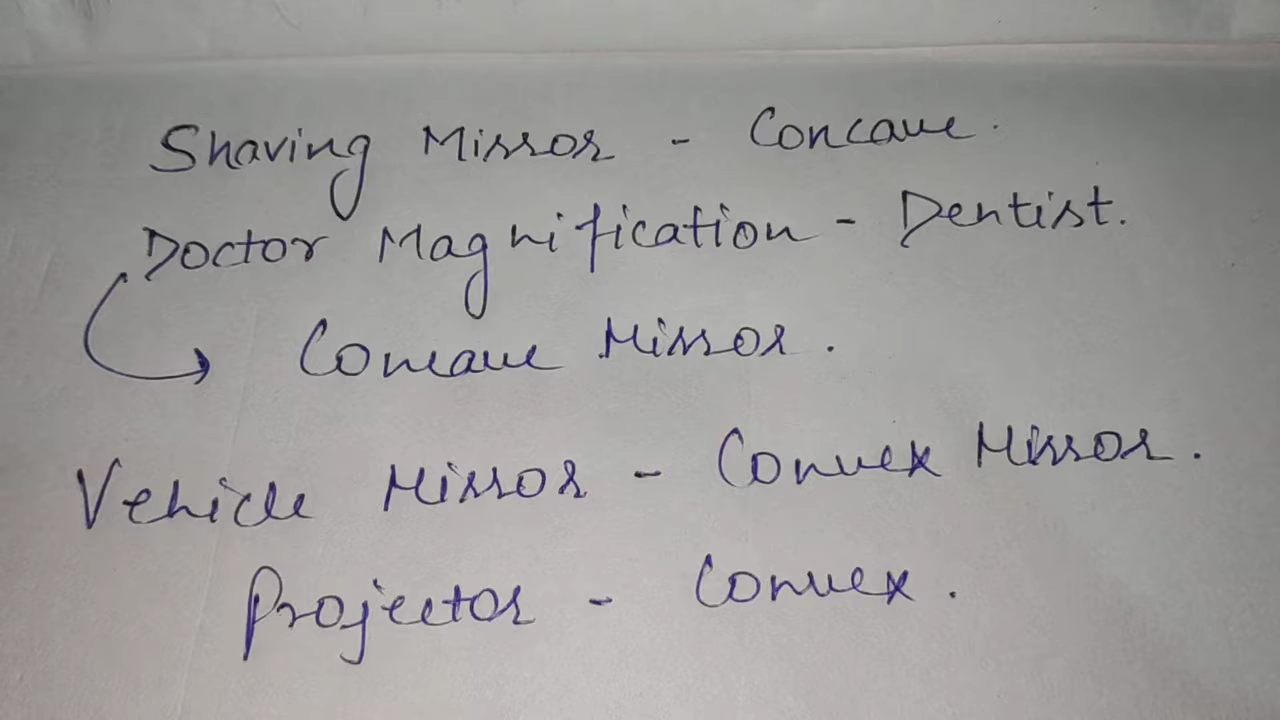 Shaving Mirror - Concave.
Doctor Magnification - Dentist.
Concave Mirror.
Vehicle Mirror - Convex Mirror.
Projector - Convex.